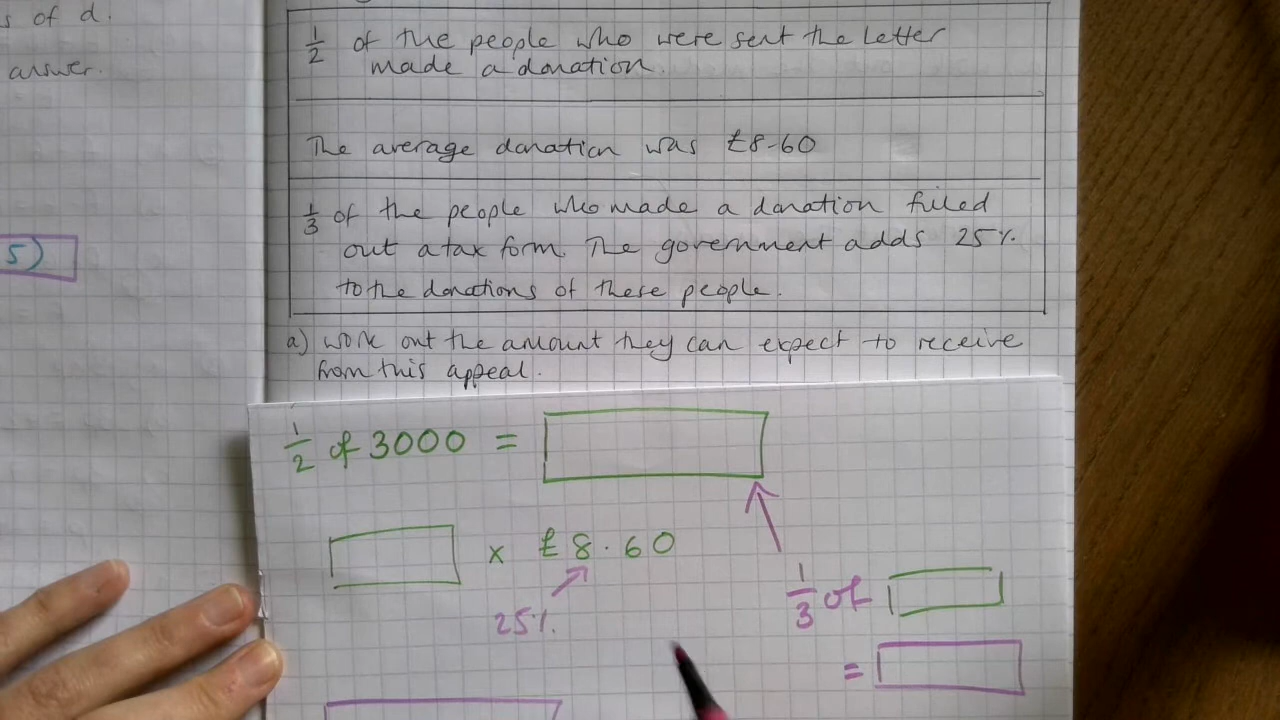 s of d.
answer.
5)
1/2 of the people who were sent the letter
made a donation.
The average donation was £8.60
1/3 of the people who made a donation filled
out a tax form. The government adds 25%
to the donations of these people.
a) work out the amount they can expect to receive
from this appeal.
1/2 of 3000 =
x £8.60
25%
1/3 of
=